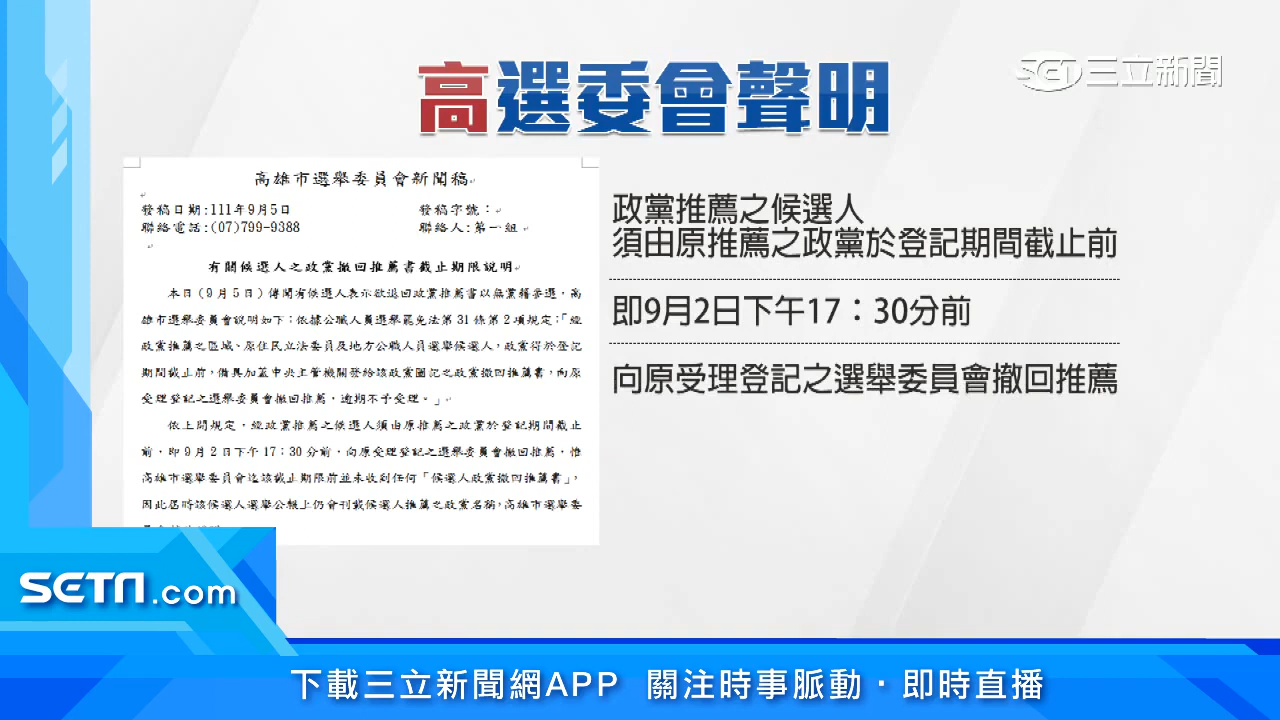 高選委會聲明
SET 三立新聞
高雄市選舉委員會新聞稿
發稿日期:111年9月5日 發稿字號：
聯絡電話:(07)799-9388 聯絡人:第一組
有關候選人之政黨撤回推薦書截止期限說明
本日(9月5日)傳聞有候選人表示欲退回政黨推薦書以無黨籍參選，高
雄市選舉委員會說明如下:依據公職人員選舉罷免法第31條第2項規定:「經
政黨推薦之區域、原住民立法委員及地方公職人員選舉候選人，政黨得於登記
期間截止前，備具加蓋中央主管機關發給該政黨圖記之政黨撤回推薦書，向原
受理登記之選舉委員會撤回推薦，逾期不予受理。」
依上開規定，經政黨推薦之候選人須由原推薦之政黨於登記期間截止
前，即9月2日下午17：30分前，向原受理登記之選舉委員會撤回推薦，惟
高雄市選舉委員會迄該截止期限前並未收到任何「候選人政黨撤回推薦書」，
因此屆時該候選人選舉公報上仍會刊載候選人推薦之政黨名稱，高雄市選舉委
政黨推薦之候選人
須由原推薦之政黨於登記期間截止前
即9月2日下午17：30分前
向原受理登記之選舉委員會撤回推薦
SETN.com
下載三立新聞網APP 關注時事脈動‧即時直播